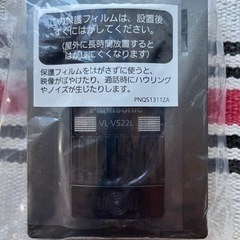 この保護フィルムは、設置後
すぐにはがしてください。
(屋外に長時間放置すると
はがしにくくなります)
保護フィルムをはがさずに使うと、
映像がぼやけたり、通話時にハウリング
やノイズが生じたりします。
PNQS1311ZA
Panasonic
VL-V522L